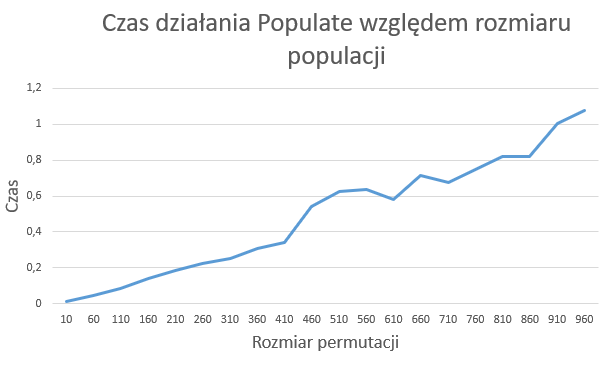 Czas działania Populate względem rozmiaru
populacji
1,2
1
0,8
0,6
0,4
0,2
0
Czas
10 60 110 160 210 260 310 360 410 460 510 560 610 660 710 760 810 860 910 960
Rozmiar permutacji